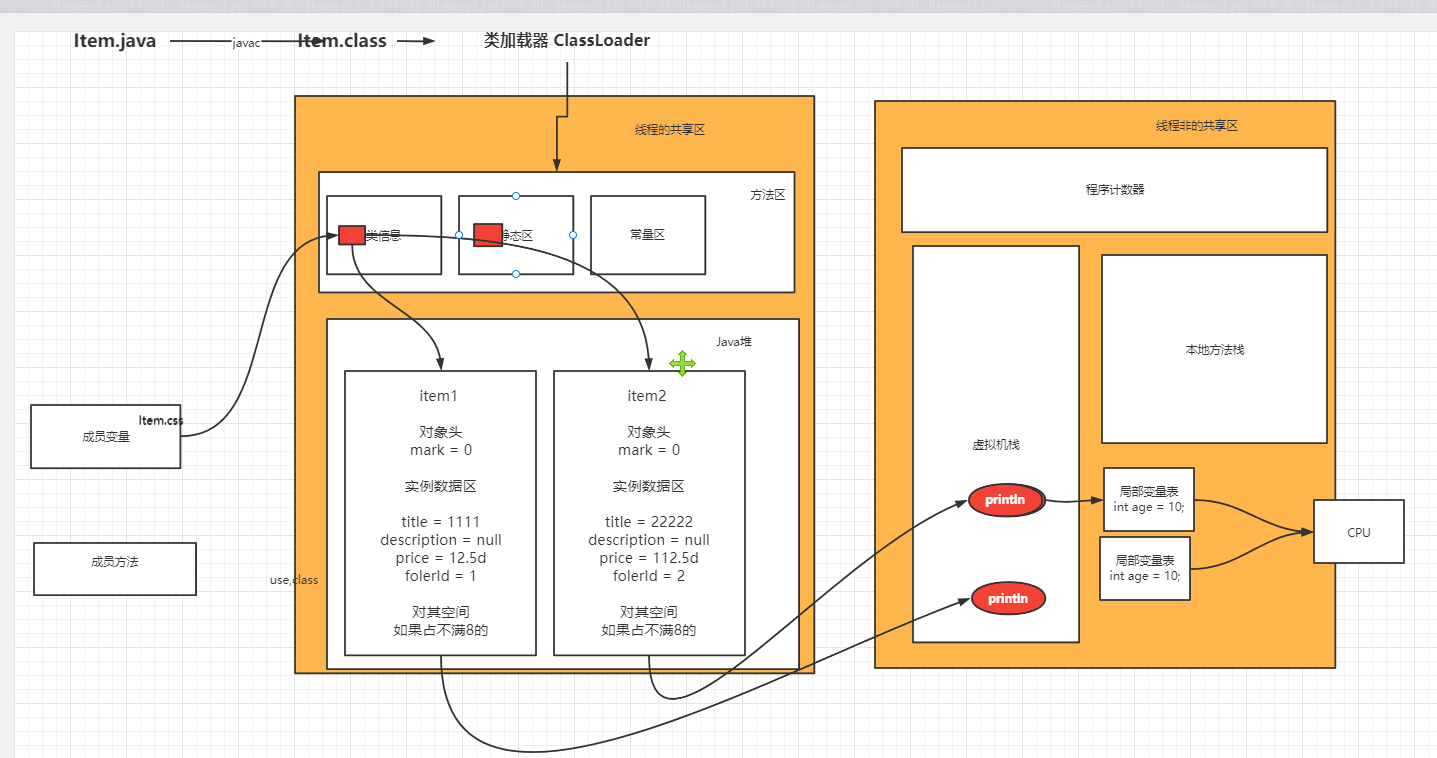 Item.java
javac
Item.class
类加载器 ClassLoader
线程的共享区
方法区
类信息
静态区
常量区
Java堆
item1
对象头
mark = 0
实例数据区
title = 1111
description = null
price = 12.5d
folerId = 1
对其空间
如果占不满8的
item2
对象头
mark = 0
实例数据区
title = 22222
description = null
price = 112.5d
folerId = 2
对其空间
如果占不满8的
Item.css
成员变量
成员方法
use,class
线程非的共享区
程序计数器
虚拟机栈
println
println
本地方法栈
局部变量表
int age = 10;
局部变量表
int age = 10;
CPU